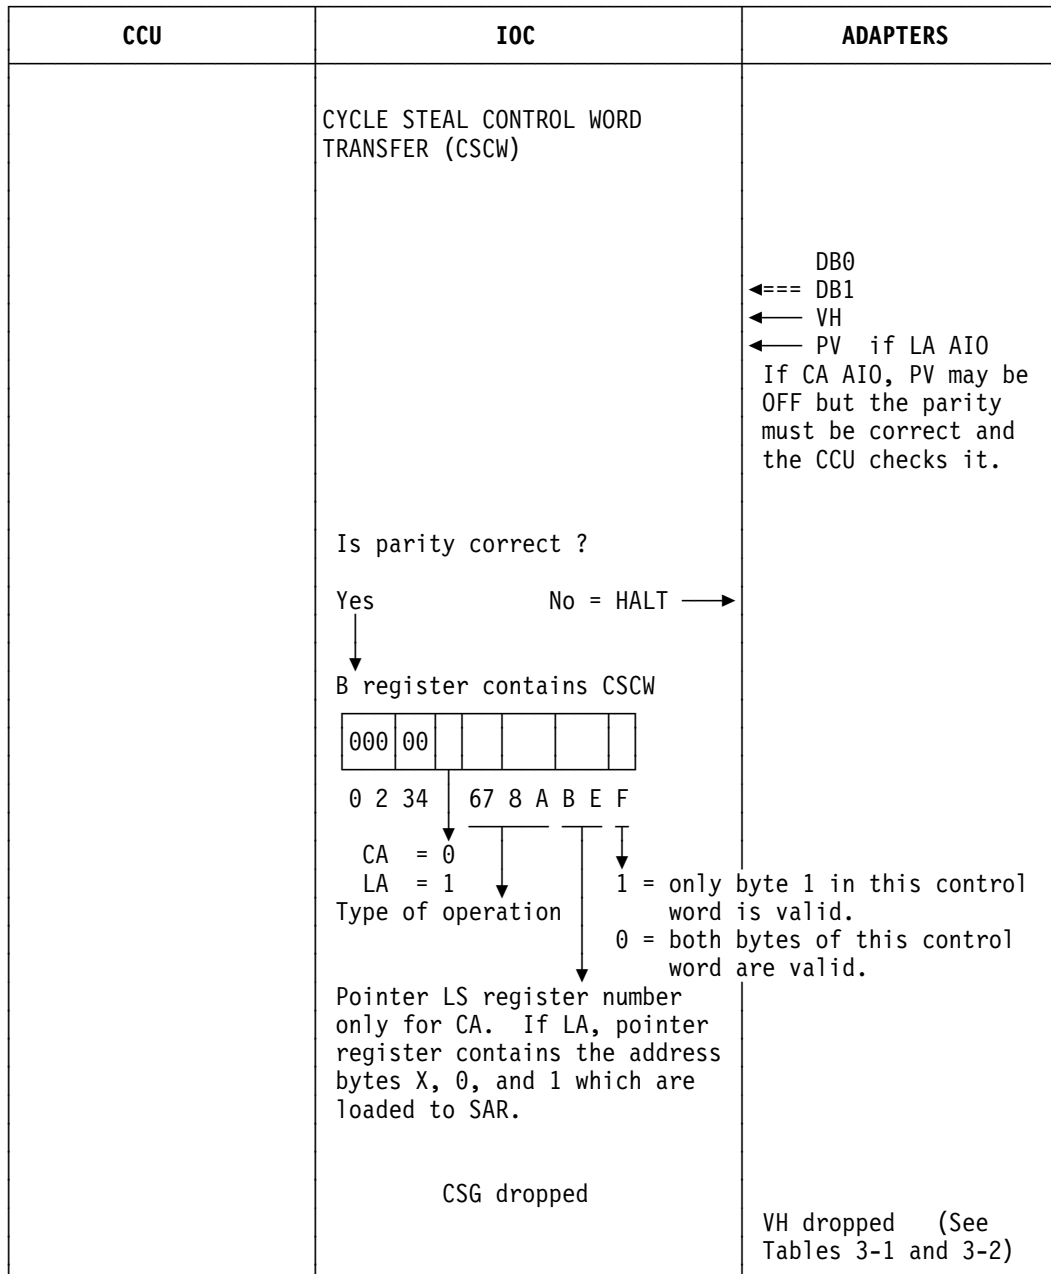 CCU IOC ADAPTERS
CYCLE STEAL CONTROL WORD
TRANSFER (CSCW)
DB0
=== DB1
VH
PV if LA AIO
If CA AIO, PV may be
OFF but the parity
must be correct and
the CCU checks it.
Is parity correct ?
Yes No = HALT
B register contains CSCW
000 00
0 2 34 67 8 A B E F
CA = 0
LA = 1
1 = only byte 1 in this control
Type of operation word is valid.
0 = both bytes of this control
word are valid.
Pointer LS register number
only for CA. If LA, pointer
register contains the address
bytes X, 0, and 1 which are
loaded to SAR.
CSG dropped
VH dropped (See
Tables 3-1 and 3-2)